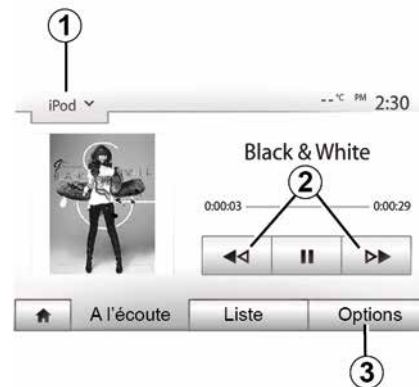 1
iPod
--°C PM 2:30
Black & White
2
0:00:03 0:00:29
A l'écoute Liste Options
3